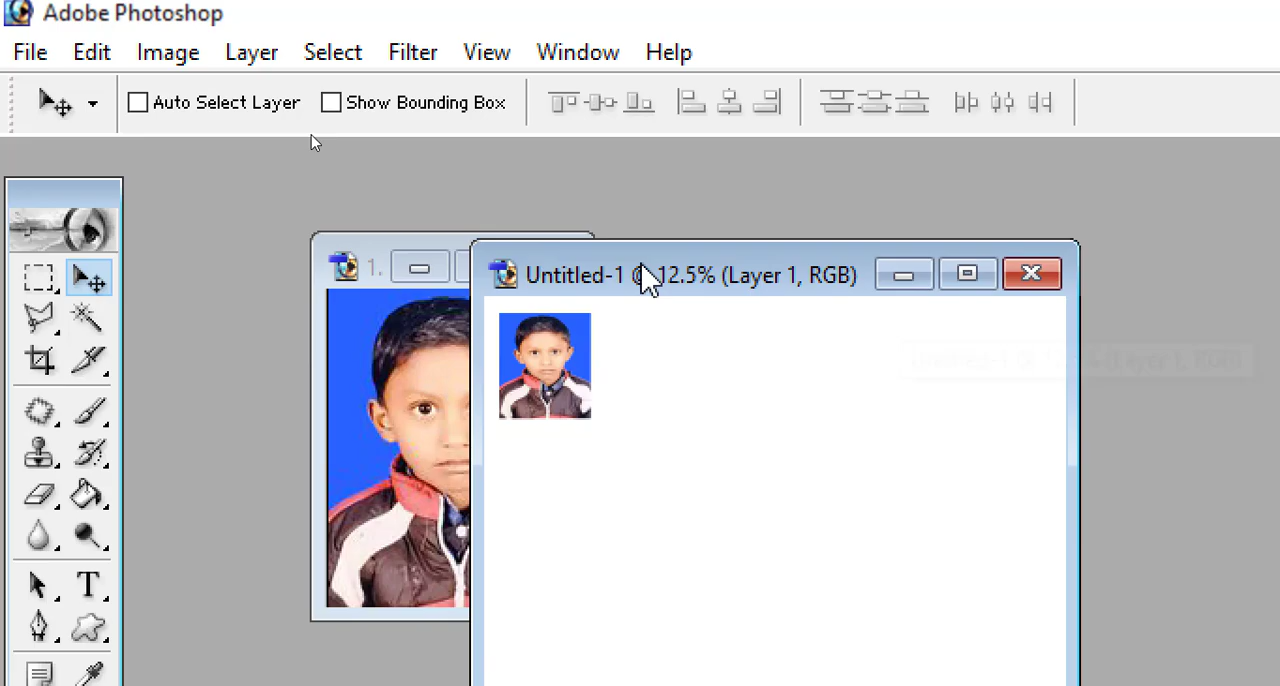 Adobe Photoshop
File Edit Image Layer Select Filter View Window Help
Auto Select Layer Show Bounding Box
1.
Untitled-1 @ 12.5% (Layer 1, RGB)
T